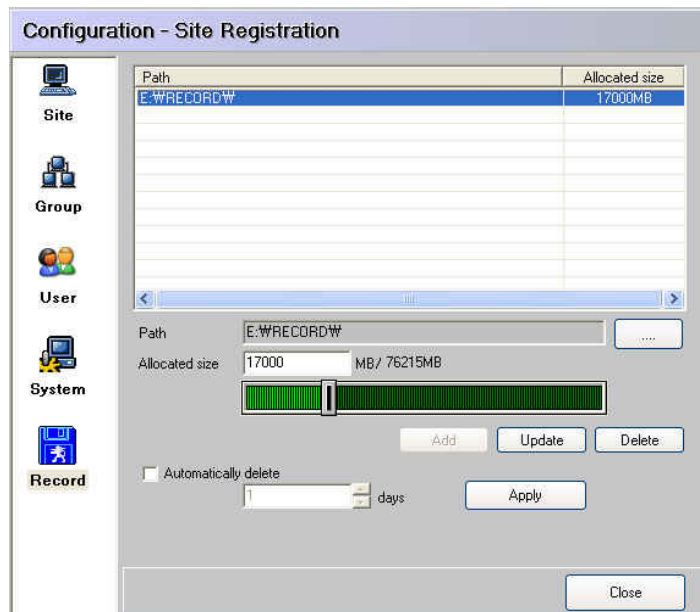 Configuration - Site Registration
Site
Group
User
System
Record
Path Allocated size
E:₩RECORD₩ 17000MB
Path E:₩RECORD₩ ....
Allocated size 17000 MB/ 76215MB
Add Update Delete
Automatically delete
1 days Apply
Close